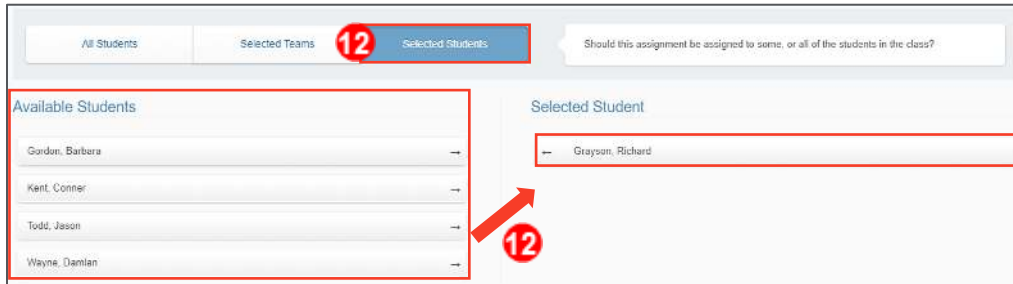 All Students
Selected Teams
12
Selected Students
Should this assignment be assigned to some, or all of the students in the class?
Available Students
Gordon, Barbara →
Kent, Conner →
Todd, Jason →
Wayne, Damian →
12
Selected Student
← Grayson, Richard